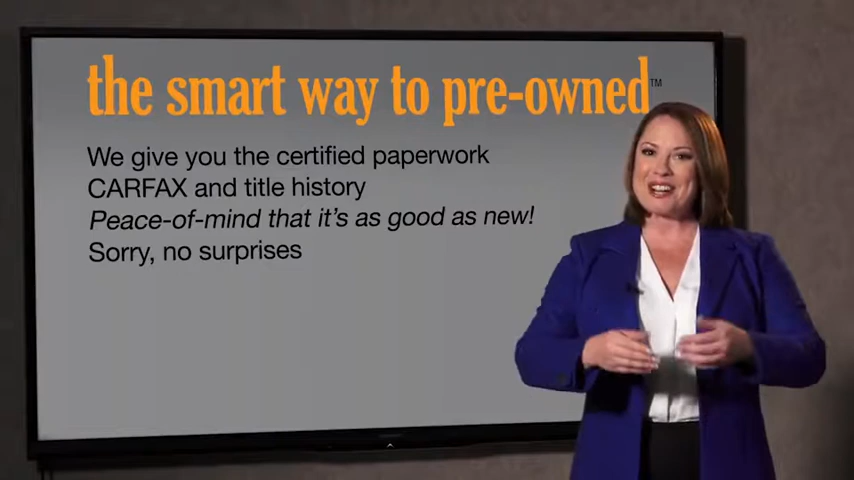 the smart way to pre-owned™
We give you the certified paperwork
CARFAX and title history
Peace-of-mind that it's as good as new!
Sorry, no surprises